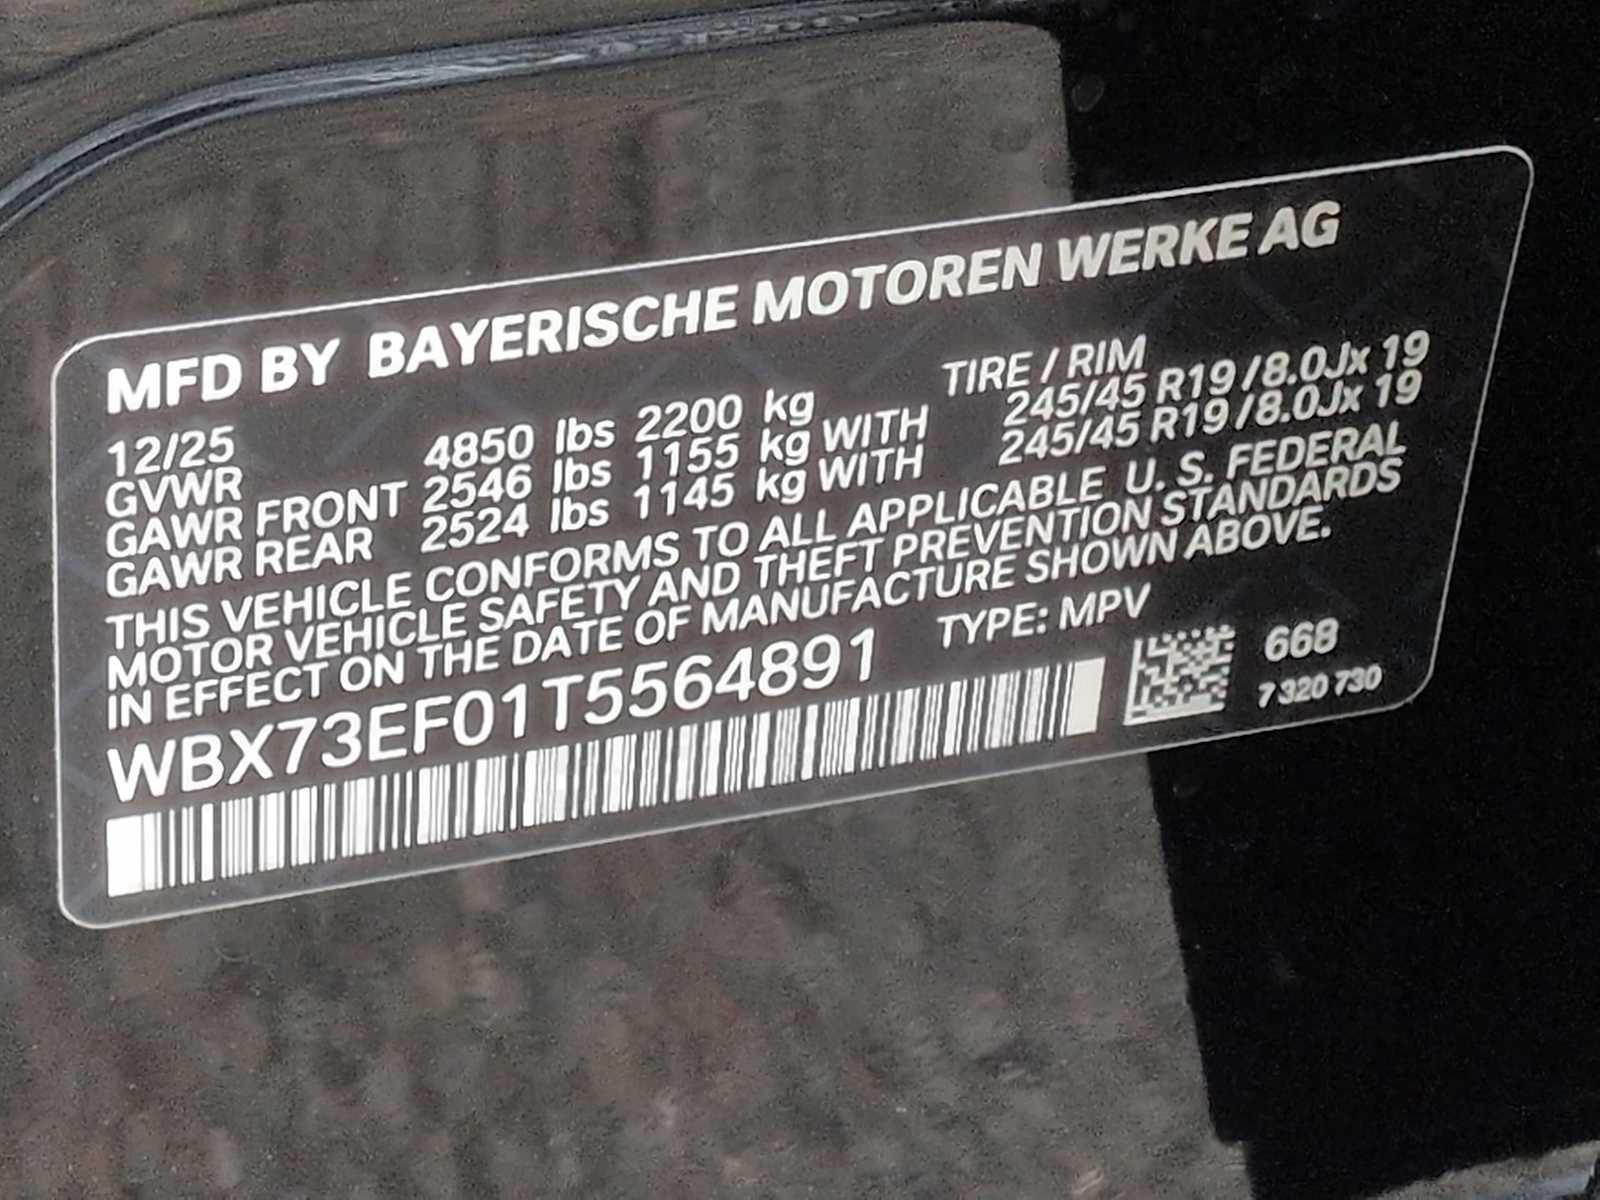 MFD BY BAYERISCHE MOTOREN WERKE AG
12/25 TIRE / RIM
GVWR 4850 lbs 2200 kg
GAWR FRONT 2546 lbs 1155 kg WITH 245/45 R19 /8.0Jx 19
GAWR REAR 2524 lbs 1145 kg WITH 245/45 R19 /8.0Jx 19
THIS VEHICLE CONFORMS TO ALL APPLICABLE U. S. FEDERAL
MOTOR VEHICLE SAFETY AND THEFT PREVENTION STANDARDS
IN EFFECT ON THE DATE OF MANUFACTURE SHOWN ABOVE.
WBX73EF01T5564891 TYPE: MPV
668
7 320 730